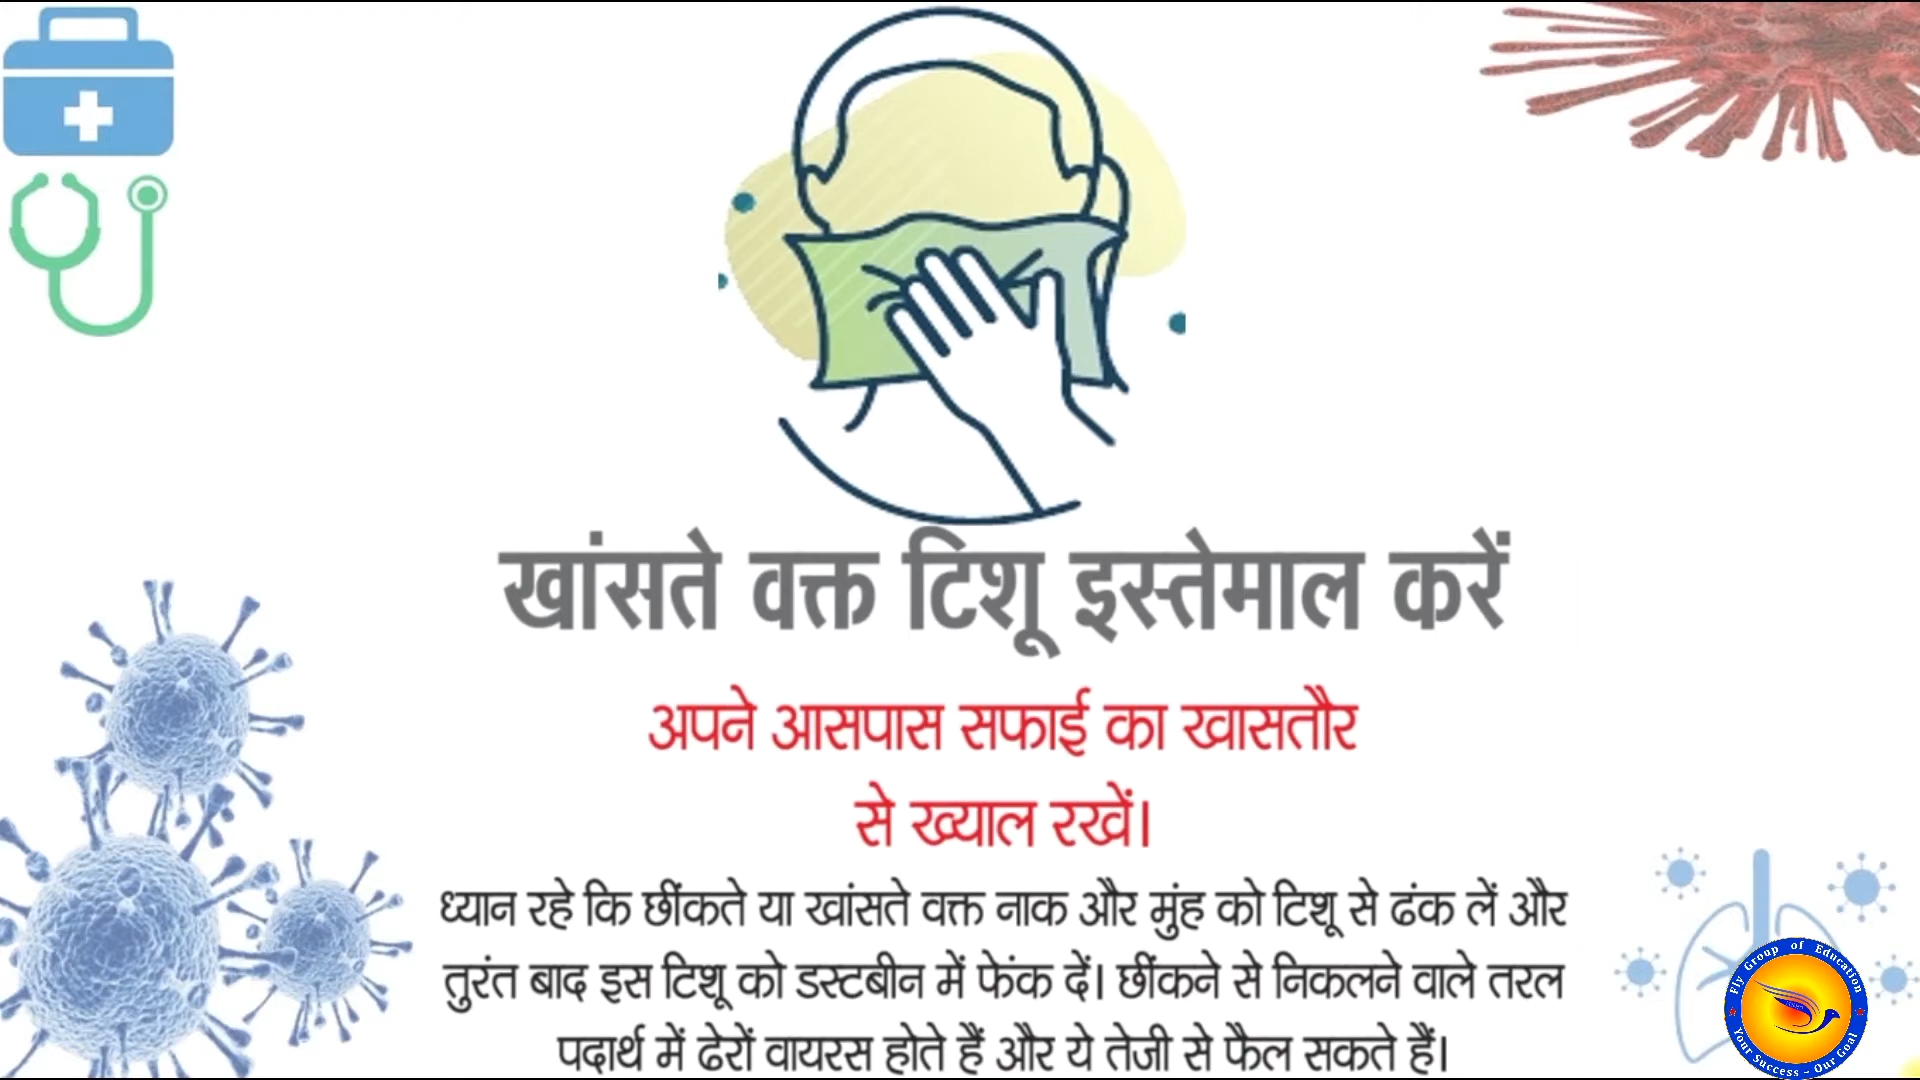 खांसते वक्त टिशू इस्तेमाल करें
अपने आसपास सफाई का खासतौर
से ख्याल रखें।
ध्यान रहे कि छींकते या खांसते वक्त नाक और मुंह को टिशू से ढंक लें और
तुरंत बाद इस टिशू को डस्टबीन में फेंक दें। छींकने से निकलने वाले तरल
पदार्थ में ढेरों वायरस होते हैं और ये तेजी से फैल सकते हैं।
Fly Group of Education
Your Success - Our Goal